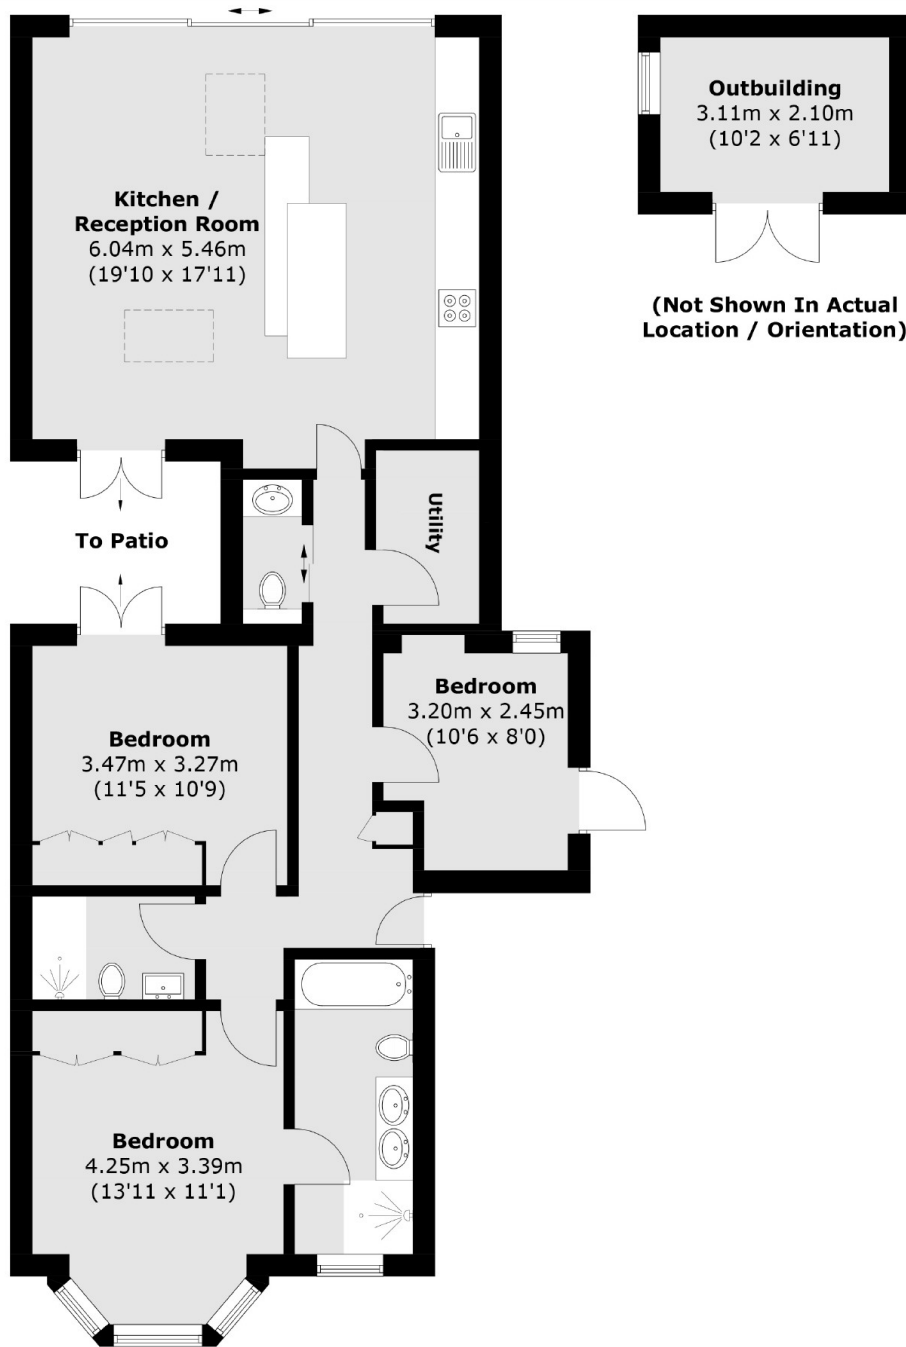 Kitchen /
Reception Room
6.04m x 5.46m
(19'10 x 17'11)
Outbuilding
3.11m x 2.10m
(10'2 x 6'11)
(Not Shown In Actual
Location / Orientation)
Utility
To Patio
Bedroom
3.20m x 2.45m
(10'6 x 8'0)
Bedroom
3.47m x 3.27m
(11'5 x 10'9)
Bedroom
4.25m x 3.39m
(13'11 x 11'1)